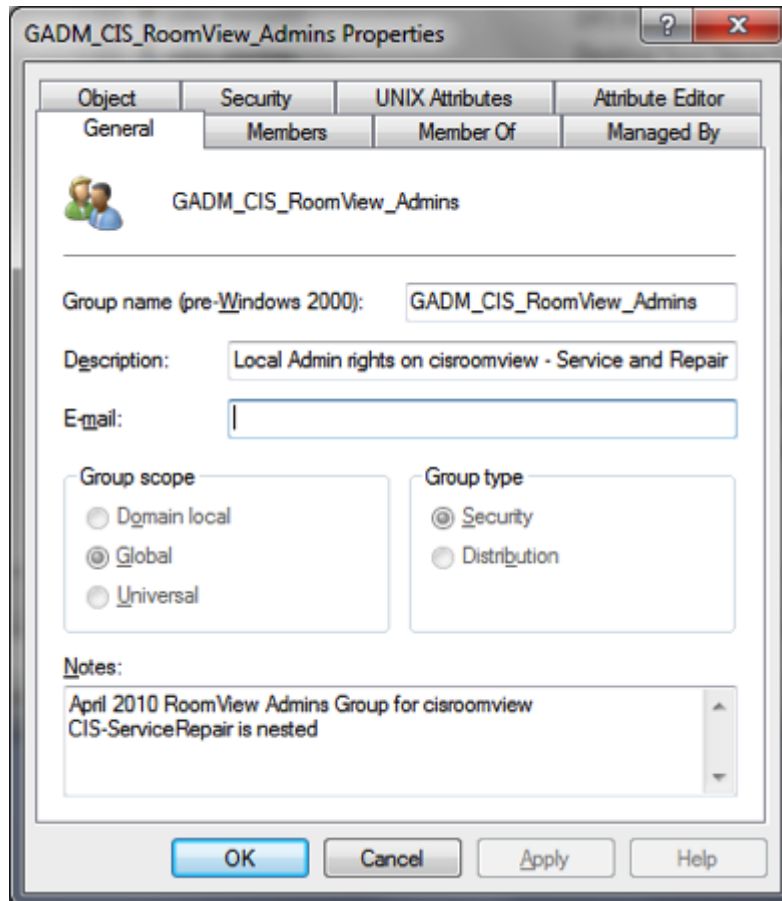 GADM_CIS_RoomView_Admins Properties
Object Security UNIX Attributes Attribute Editor
General Members Member Of Managed By
GADM_CIS_RoomView_Admins
Group name (pre-Windows 2000): GADM_CIS_RoomView_Admins
Description: Local Admin rights on cisroomview - Service and Repair
E-mail:
Group scope Group type
Domain local Security
Global Distribution
Universal
Notes:
April 2010 RoomView Admins Group for cisroomview
CIS-ServiceRepair is nested
OK Cancel Apply Help